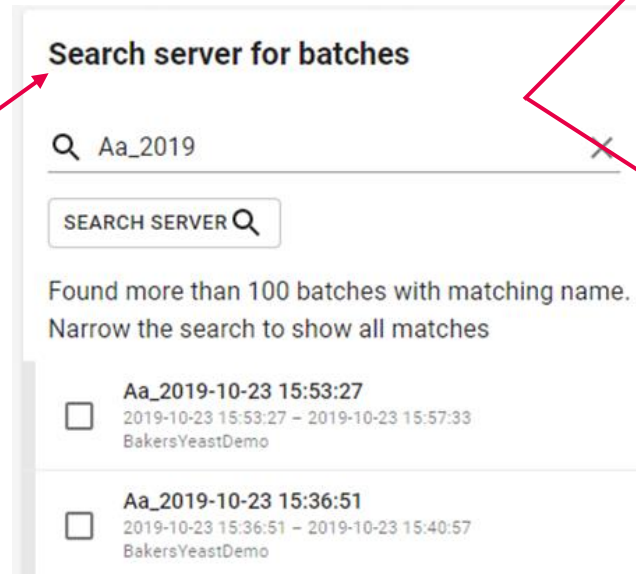 Search server for batches
Aa_2019
SEARCH SERVER
Found more than 100 batches with matching name.
Narrow the search to show all matches
Aa_2019-10-23 15:53:27
2019-10-23 15:53:27 – 2019-10-23 15:57:33
BakersYeastDemo
Aa_2019-10-23 15:36:51
2019-10-23 15:36:51 – 2019-10-23 15:40:57
BakersYeastDemo